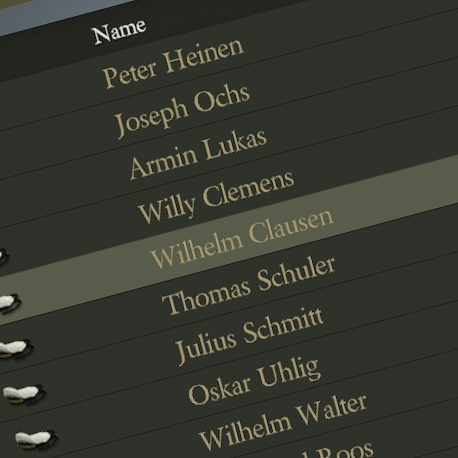 Name
Peter Heinen
Joseph Ochs
Armin Lukas
Willy Clemens
Wilhelm Clausen
Thomas Schuler
Julius Schmitt
Oskar Uhlig
Wilhelm Walter
Roos